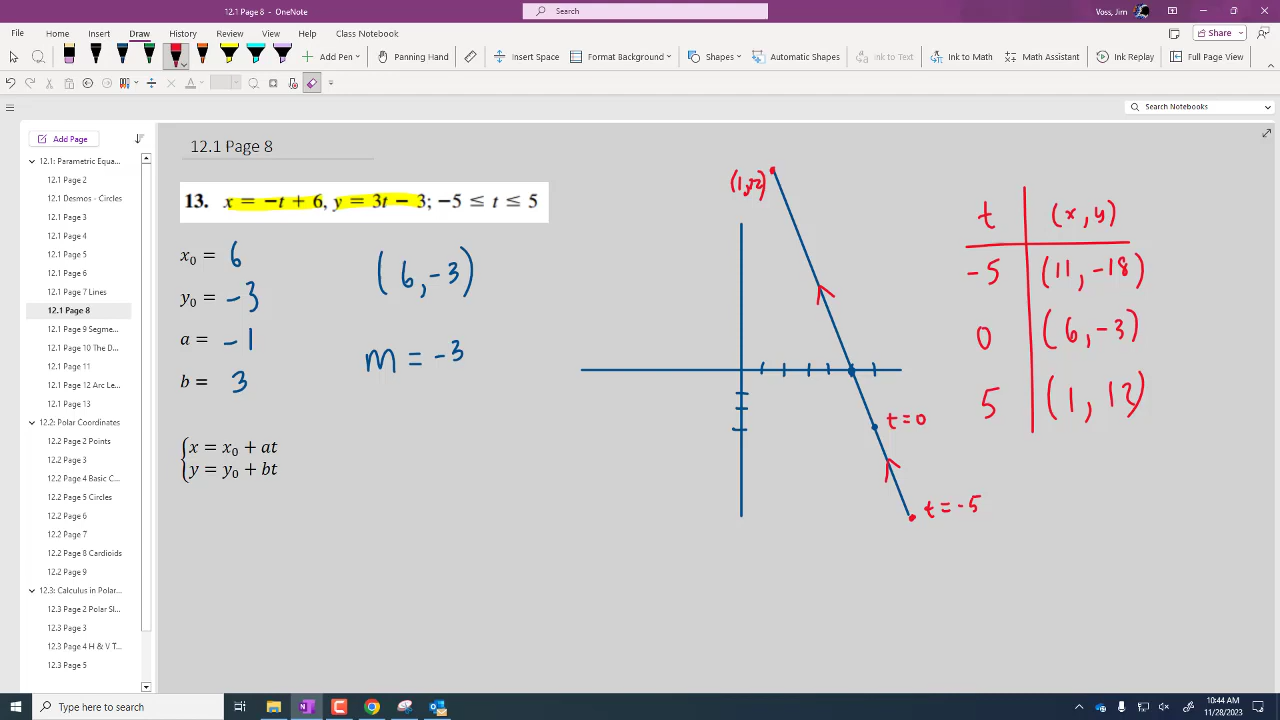 12.1 Page 8 - OneNote
Search
Voss, Jim
File Home Insert Draw History Review View Help Class Notebook
Share
Add Pen
Panning Hand
Insert Space
Format Background
Shapes
Automatic Shapes
Ink to Text
Ink to Math
Math Assistant
Ink Replay
Full Page View
Search Notebooks
Add Page
12.1: Parametric Equa...
12.1 Page 2
12.1 Desmos - Circles
12.1 Page 3
12.1 Page 4
12.1 Page 5
12.1 Page 6
12.1 Page 7 Lines
12.1 Page 8
12.1 Page 9 Segme...
12.1 Page 10 The D...
12.1 Page 11
12.1 Page 12 Arc Le...
12.1 Page 13
12.2: Polar Coordinates
12.2 Page 2 Points
12.2 Page 3
12.2 Page 4 Basic C...
12.2 Page 5 Circles
12.2 Page 6
12.2 Page 7
12.2 Page 8 Cardioids
12.2 Page 9
12.3: Calculus in Polar...
12.3 Page 2 Polar Sl...
12.3 Page 3
12.3 Page 4 H & V T...
12.3 Page 5
12.1 Page 8
13. x = −t + 6, y = 3t − 3; −5 ≤ t ≤ 5
x₀ = 6
y₀ = -3
a = -1
b = 3
(6, -3)
m = -3
{x = x₀ + at
y = y₀ + bt
(1,12)
t = 0
t = -5
t (x, y)
-5 (11, -18)
0 (6, -3)
5 (1, 12)
Type here to search
10:44 AM
11/28/2023